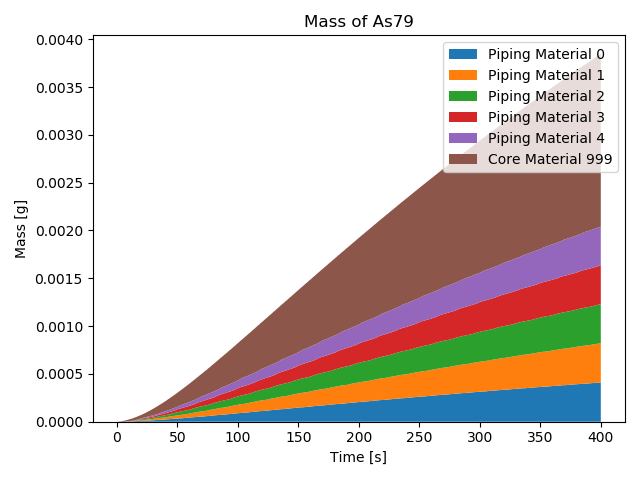 Mass of As79
0.0040
0.0035
0.0030
0.0025
0.0020
0.0015
0.0010
0.0005
0.0000
Mass [g]
Piping Material 0
Piping Material 1
Piping Material 2
Piping Material 3
Piping Material 4
Core Material 999
0 50 100 150 200 250 300 350 400
Time [s]